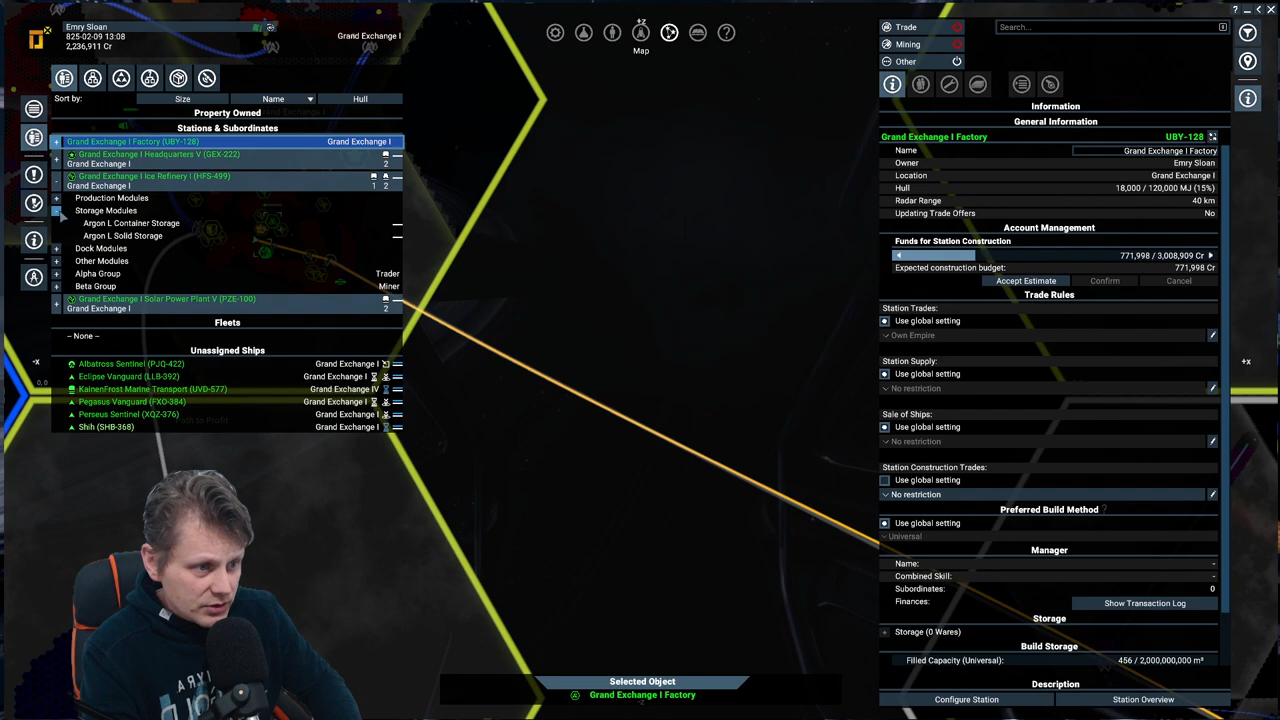 Emry Sloan
825-02-09 13:08
2,236,911 Cr
Grand Exchange I
+Z
Map
Sort by:
Size
Name
Hull
Property Owned
Stations & Subordinates
Grand Exchange I Factory (UBY-128)
Grand Exchange I
Grand Exchange I Headquarters V (GEX-222)
Grand Exchange I
2
Grand Exchange I Ice Refinery I (HFS-499)
Grand Exchange I
1 2
Production Modules
Storage Modules
Argon L Container Storage
Argon L Solid Storage
Dock Modules
Other Modules
Alpha Group
Trader
Beta Group
Miner
Grand Exchange I Solar Power Plant V (PZE-100)
Grand Exchange I
2
Fleets
-- None --
Unassigned Ships
Albatross Sentinel (PJQ-422)
Grand Exchange I
Eclipse Vanguard (LLB-392)
Grand Exchange I
KainenFrost Marine Transport (UVD-577)
Grand Exchange IV
Pegasus Vanguard (FXO-384)
Grand Exchange I
Perseus Sentinel (XQZ-376)
Grand Exchange I
Shih (SHB-368)
Grand Exchange I
-X
+X
Selected Object
Grand Exchange I Factory
-Z
Trade
Mining
Other
Search...
Information
General Information
Grand Exchange I Factory
UBY-128
Name
Grand Exchange I Factory
Owner
Emry Sloan
Location
Grand Exchange I
Hull
18,000 / 120,000 MJ (15%)
Radar Range
40 km
Updating Trade Offers
No
Account Management
Funds for Station Construction
771,998 / 3,008,909 Cr
Expected construction budget:
771,998 Cr
Accept Estimate
Confirm
Cancel
Trade Rules
Station Trades:
Use global setting
Own Empire
Station Supply:
Use global setting
No restriction
Sale of Ships:
Use global setting
No restriction
Station Construction Trades:
Use global setting
No restriction
Preferred Build Method ?
Use global setting
Universal
Manager
Name:
-
Combined Skill:
-
Subordinates:
0
Finances:
Show Transaction Log
Storage
Storage (0 Wares)
Build Storage
Filled Capacity (Universal):
456 / 2,000,000,000 m³
Description
Configure Station
Station Overview